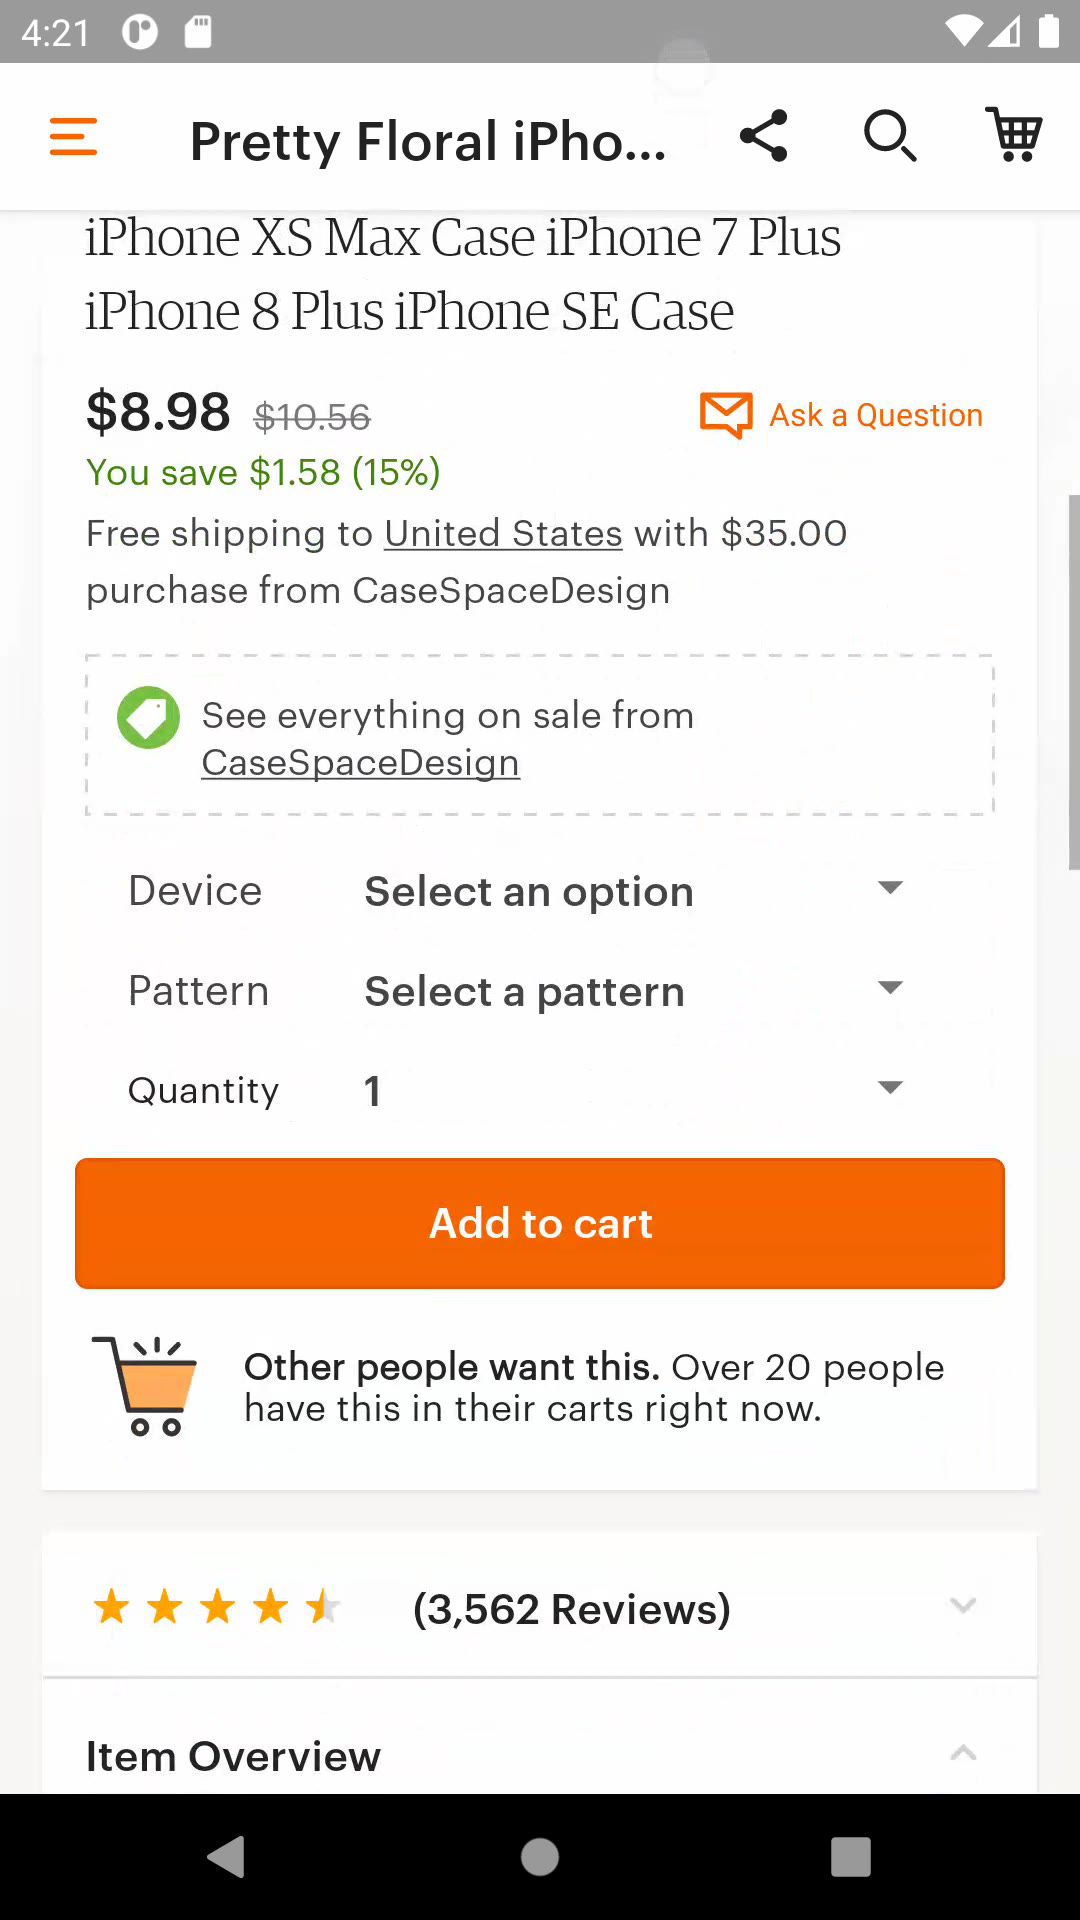 4:21
Pretty Floral iPho...
iPhone XS Max Case iPhone 7 Plus
iPhone 8 Plus iPhone SE Case
$8.98 $10.56
Ask a Question
You save $1.58 (15%)
Free shipping to United States with $35.00
purchase from CaseSpaceDesign
See everything on sale from
CaseSpaceDesign
Device Select an option
Pattern Select a pattern
Quantity 1
Add to cart
Other people want this. Over 20 people
have this in their carts right now.
(3,562 Reviews)
Item Overview